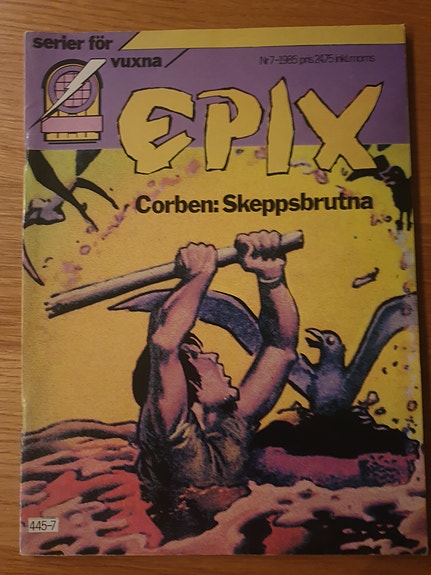 serier för
vuxna
Nr 7-1985 pris 24.75 inkl moms
EPIX
Corben: Skeppsbrutna
445-7